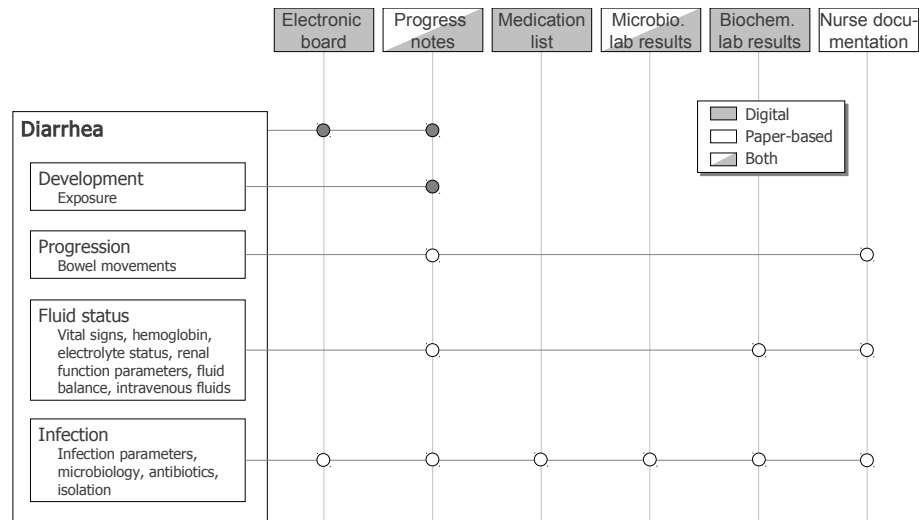 Electronic board
Progress notes
Medication list
Microbio. lab results
Biochem. lab results
Nurse docu-
mentation
Digital
Paper-based
Both
Diarrhea
Development
Exposure
Progression
Bowel movements
Fluid status
Vital signs, hemoglobin,
electrolyte status, renal
function parameters, fluid
balance, intravenous fluids
Infection
Infection parameters,
microbiology, antibiotics,
isolation